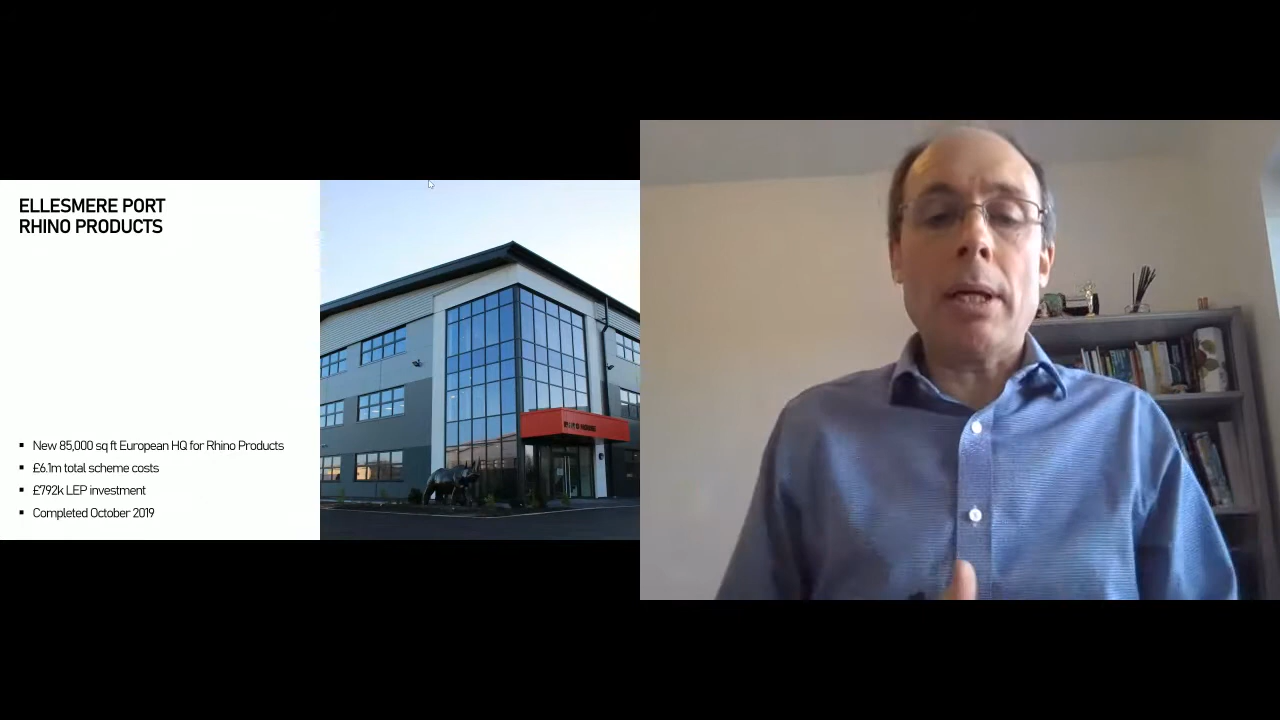 ELLESMERE PORT
RHINO PRODUCTS
▪ New 85,000 sq ft European HQ for Rhino Products
▪ £6.1m total scheme costs
▪ £792k LEP investment
▪ Completed October 2019